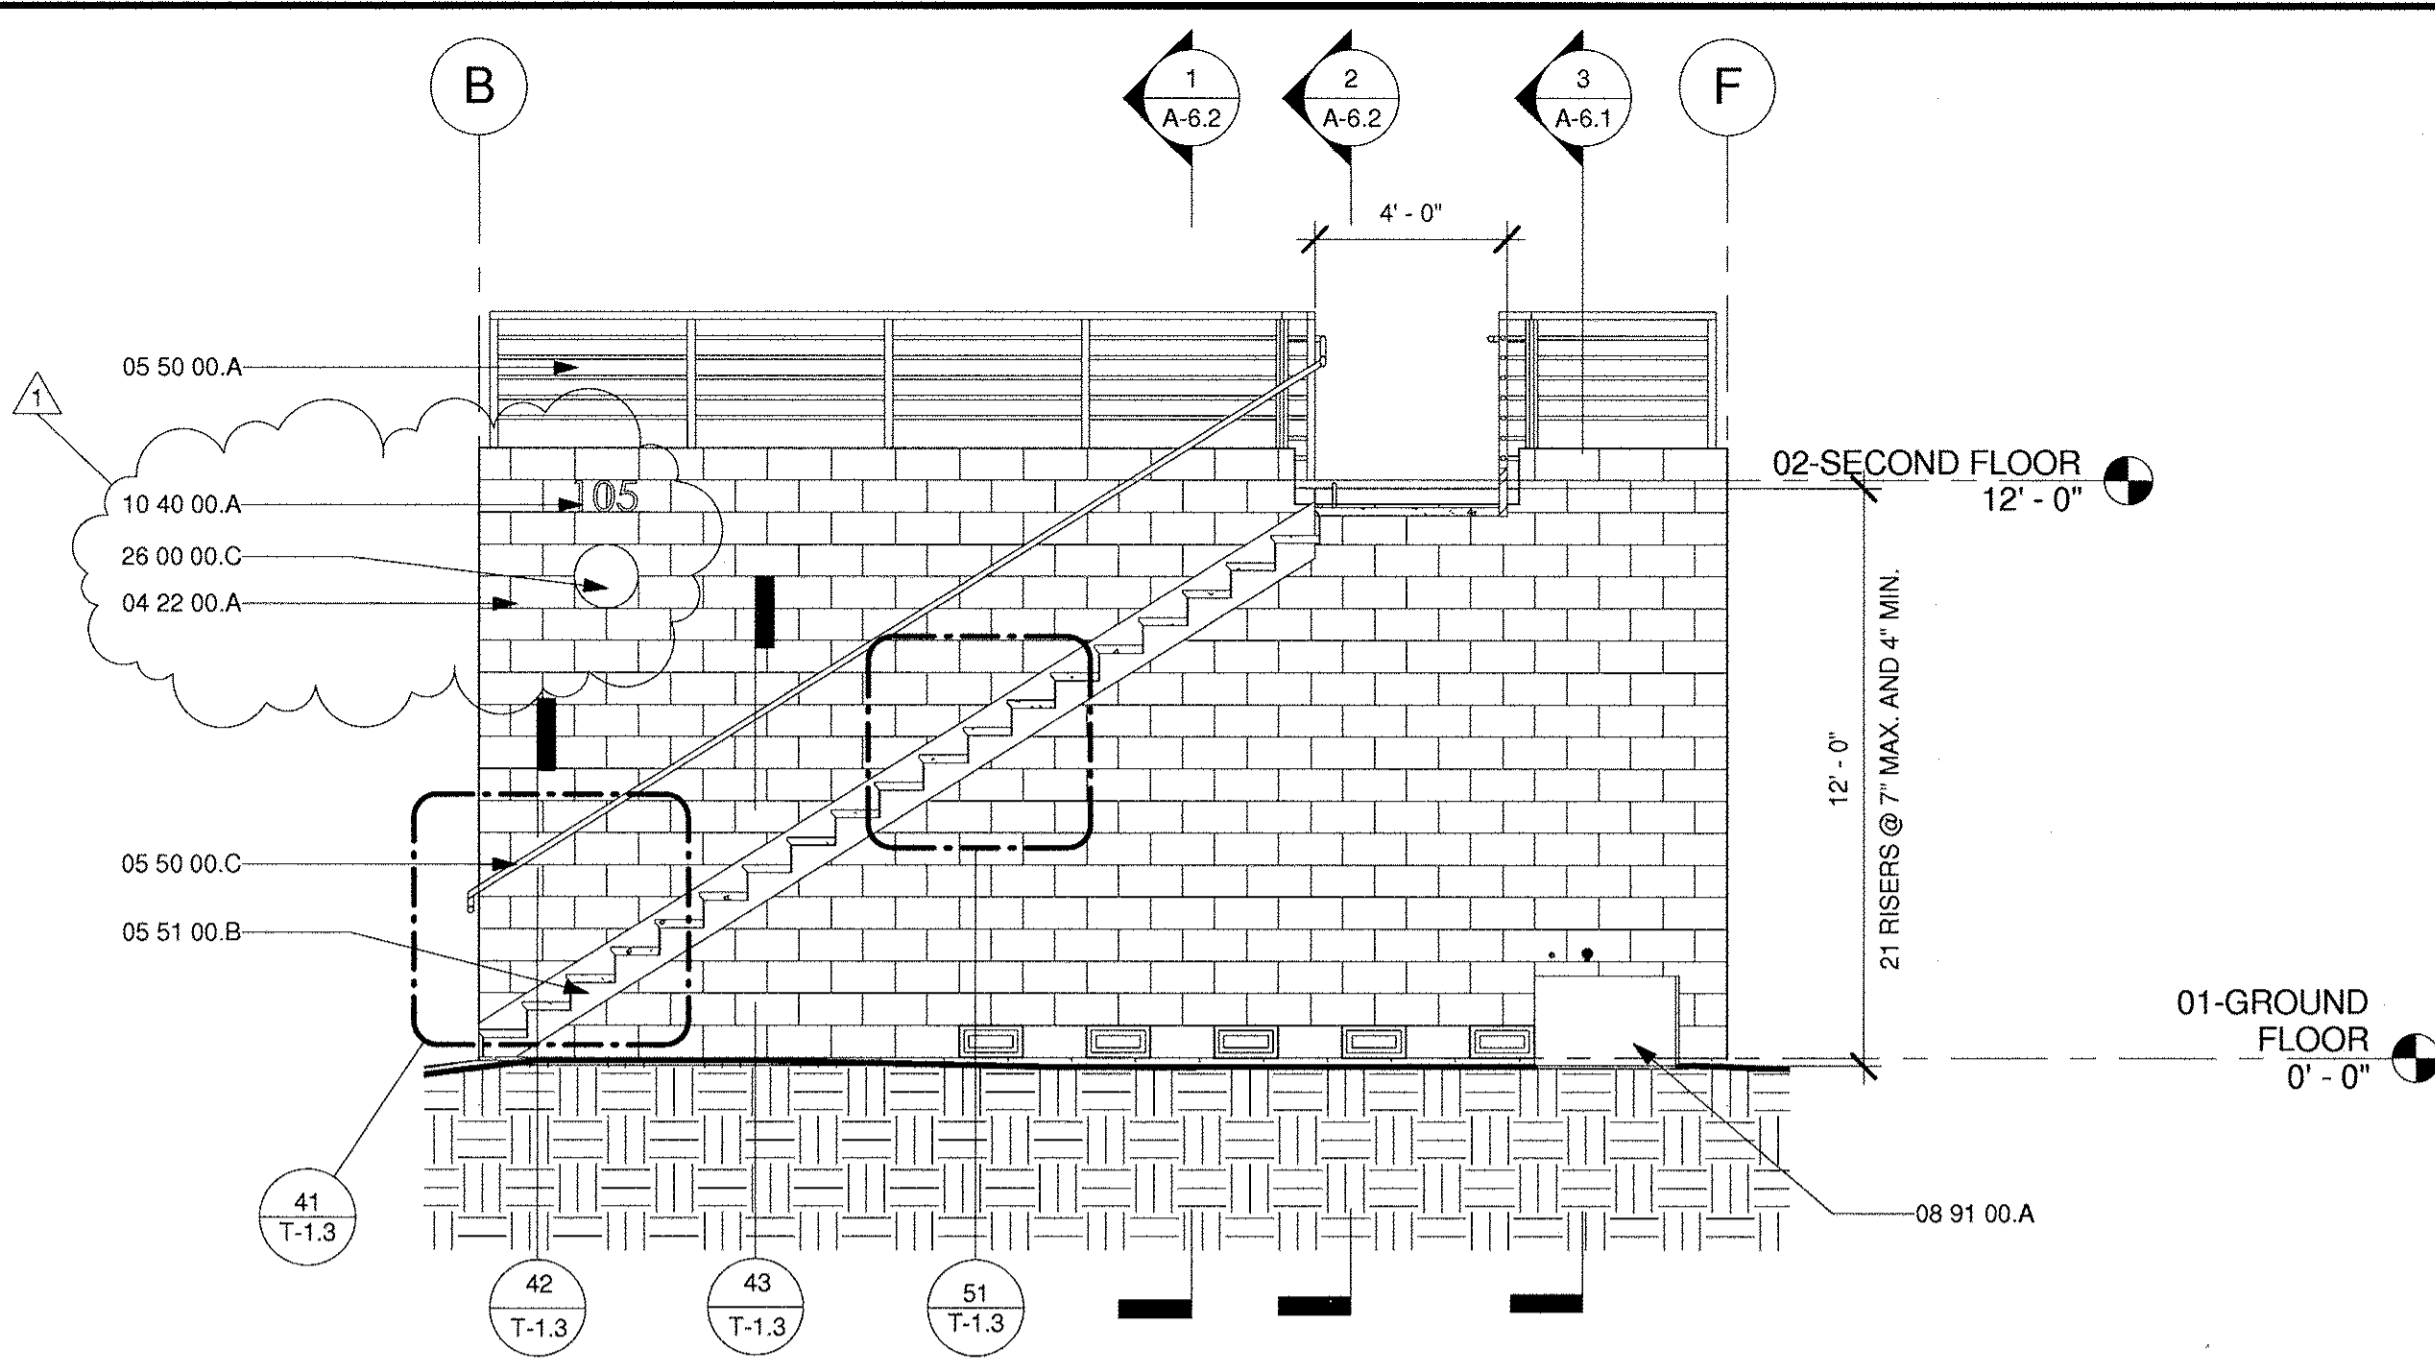 B
1
A-6.2
2
A-6.2
3
A-6.1
F
4' - 0"
05 50 00.A
1
02-SECOND FLOOR
12' - 0"
10 40 00.A
105
26 00 00.C
04 22 00.A
12' - 0"
21 RISERS @ 7" MAX. AND 4" MIN.
05 50 00.C
05 51 00.B
01-GROUND
FLOOR
0' - 0"
08 91 00.A
41
T-1.3
42
T-1.3
43
T-1.3
51
T-1.3